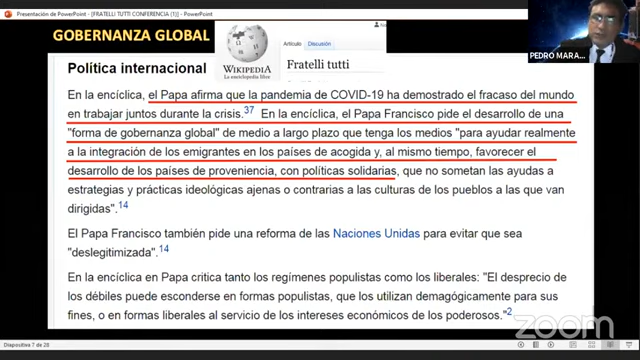 Presentación de PowerPoint - [FRATELLI TUTTI CONFERENCIA (1)] - PowerPoint
GOBERNANZA GLOBAL
WIKIPEDIA
La enciclopedia libre
Artículo Discusión
Fratelli tutti
PEDRO MARA...
Política internacional
En la encíclica, el Papa afirma que la pandemia de COVID-19 ha demostrado el fracaso del mundo
en trabajar juntos durante la crisis.37 En la encíclica, el Papa Francisco pide el desarrollo de una
"forma de gobernanza global" de medio a largo plazo que tenga los medios "para ayudar realmente
a la integración de los emigrantes en los países de acogida y, al mismo tiempo, favorecer el
desarrollo de los países de proveniencia, con políticas solidarias, que no sometan las ayudas a
estrategias y prácticas ideológicas ajenas o contrarias a las culturas de los pueblos a las que van
dirigidas".14
El Papa Francisco también pide una reforma de las Naciones Unidas para evitar que sea
"deslegitimizada".14
En la encíclica en Papa critica tanto los regímenes populistas como los liberales: "El desprecio de
los débiles puede esconderse en formas populistas, que los utilizan demagógicamente para sus
fines, o en formas liberales al servicio de los intereses económicos de los poderosos."2
zoom
Diapositiva 7 de 28